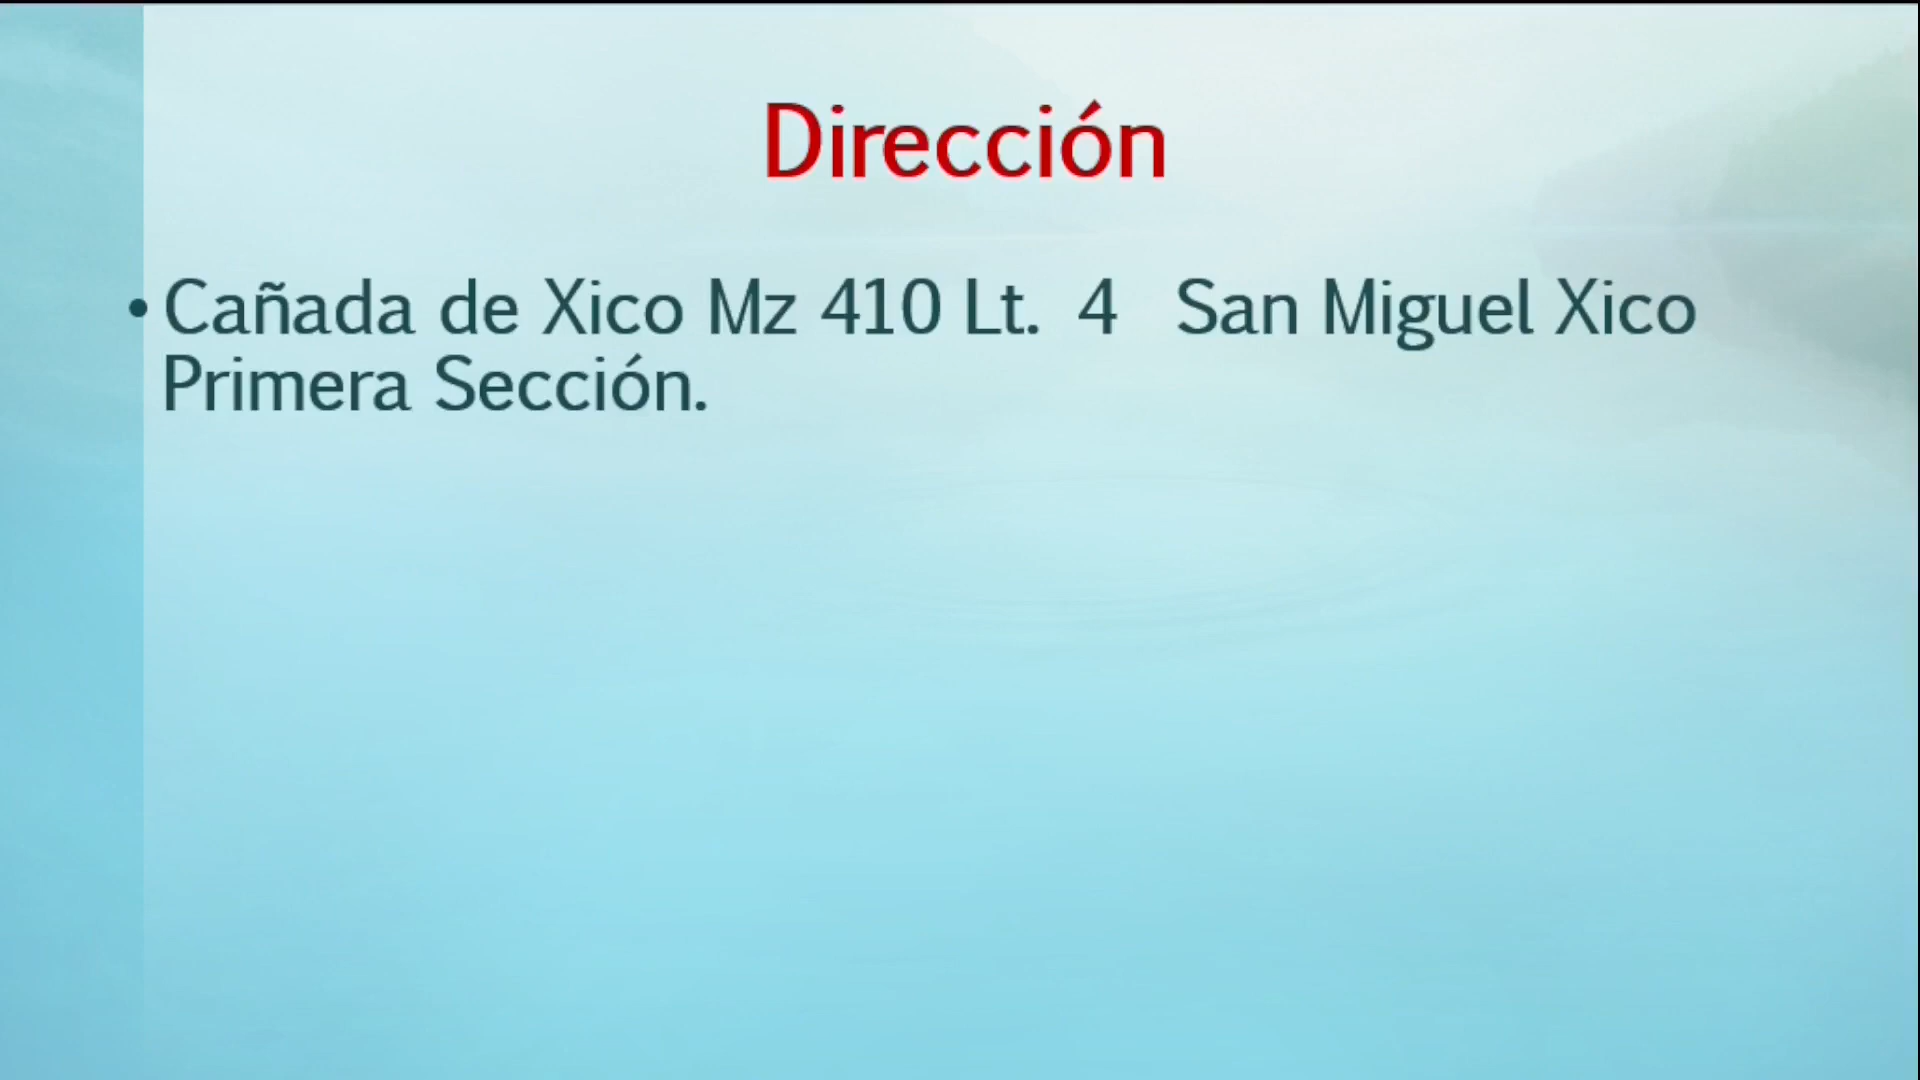 Dirección
• Cañada de Xico Mz 410 Lt. 4 San Miguel Xico
Primera Sección.